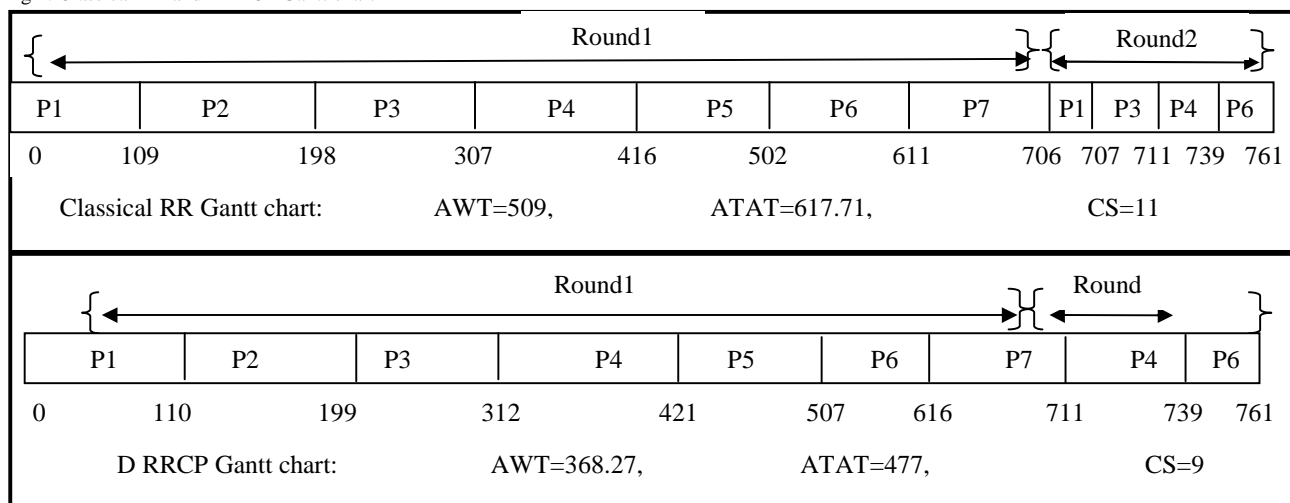 Round1 Round2
P1 P2 P3 P4 P5 P6 P7 P1 P3 P4 P6
0 109 198 307 416 502 611 706 707 711 739 761
Classical RR Gantt chart: AWT=509, ATAT=617.71, CS=11
Round1 Round
P1 P2 P3 P4 P5 P6 P7 P4 P6
0 110 199 312 421 507 616 711 739 761
D RRCP Gantt chart: AWT=368.27, ATAT=477, CS=9